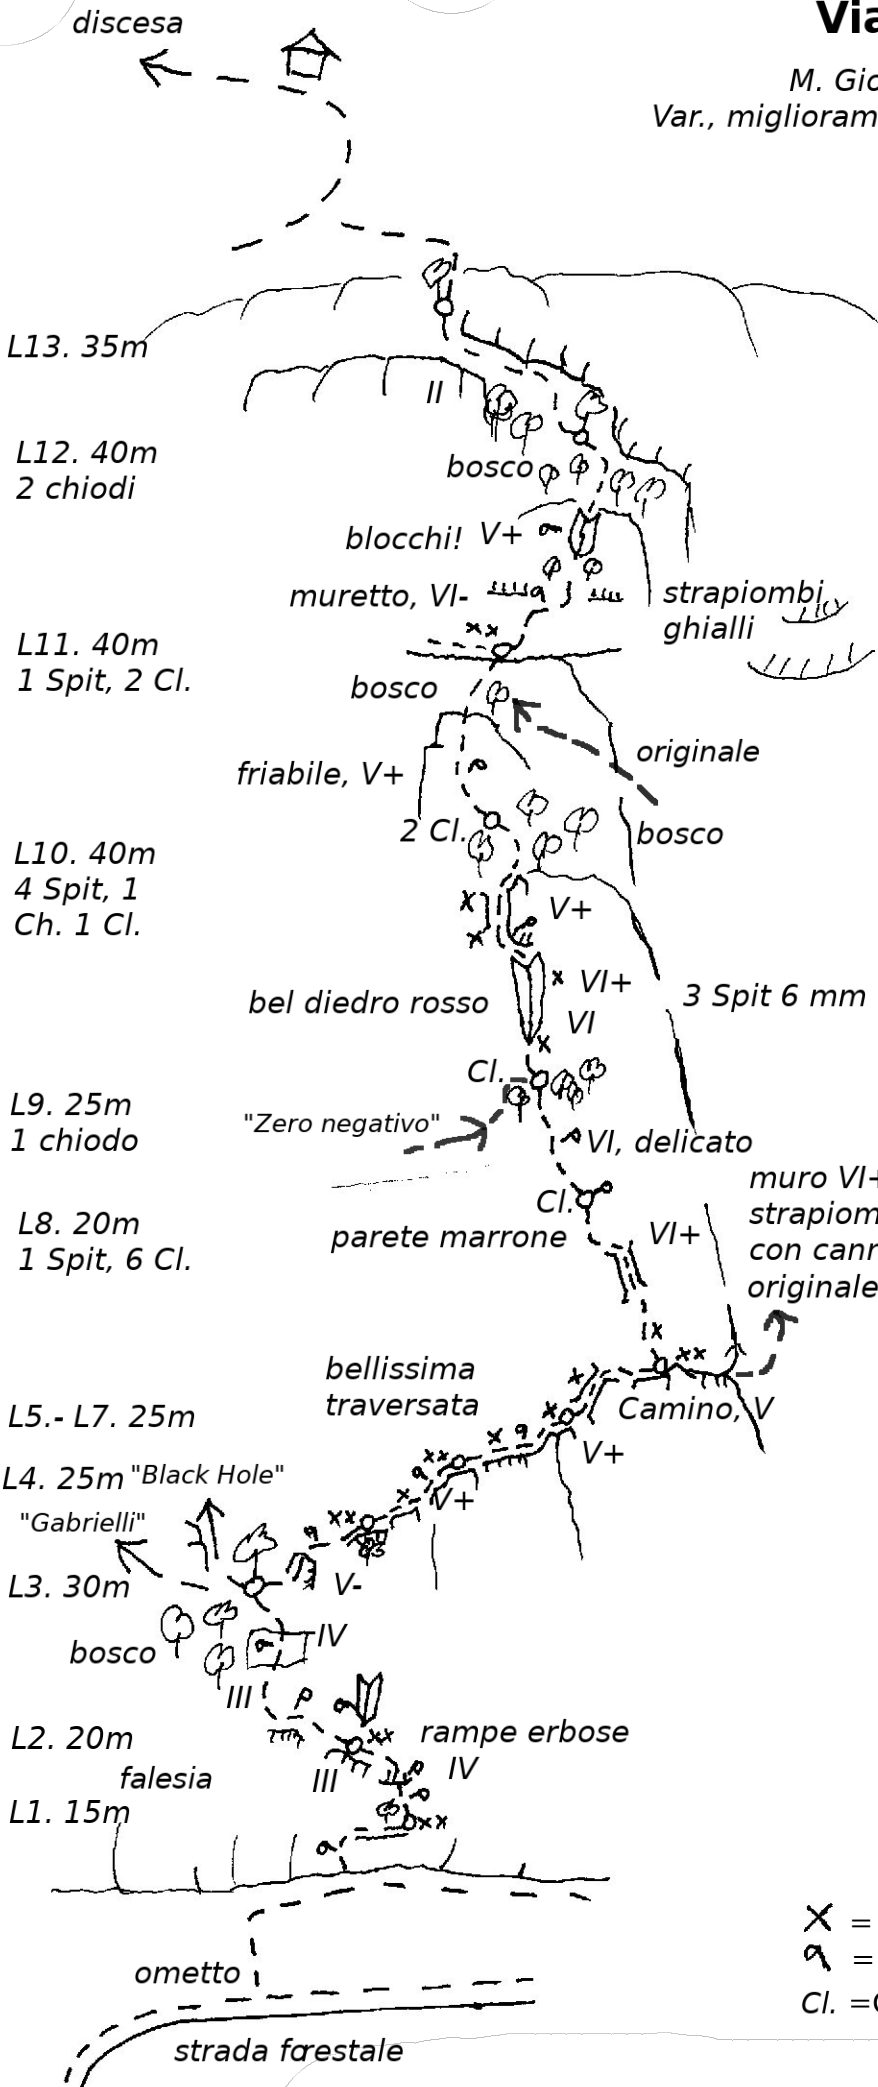 discesa
Via
M. Gio
Var.,iglioram
L13. 35m
II
L12. 40m
2 chiodi
bosco
blocchi! V+
muretto, VI-
strapiombi
ghialli
L11. 40m
1 Spit, 2 Cl.
bosco
originale
friabile, V+
2 Cl.
bosco
L10. 40m
4 Spit, 1
Ch. 1 Cl.
V+
bel diedro rosso
VI+
VI
3 Spit 6 mm
Cl.
L9. 25m
1 chiodo
"Zero negativo"
VI, delicato
muro VI+
strapiom
con cann
originale
Cl.
L8. 20m
1 Spit, 6 Cl.
parete marrone
VI+
bellissima
traversata
Camino, V
L5.- L7. 25m
V+
L4. 25m
"Black Hole"
V+
"Gabrielli"
L3. 30m
V-
bosco
IV
III
L2. 20m
rampe erbose
falesia
III
IV
L1. 15m
X =
=
Cl. =
ometto
strada forestale